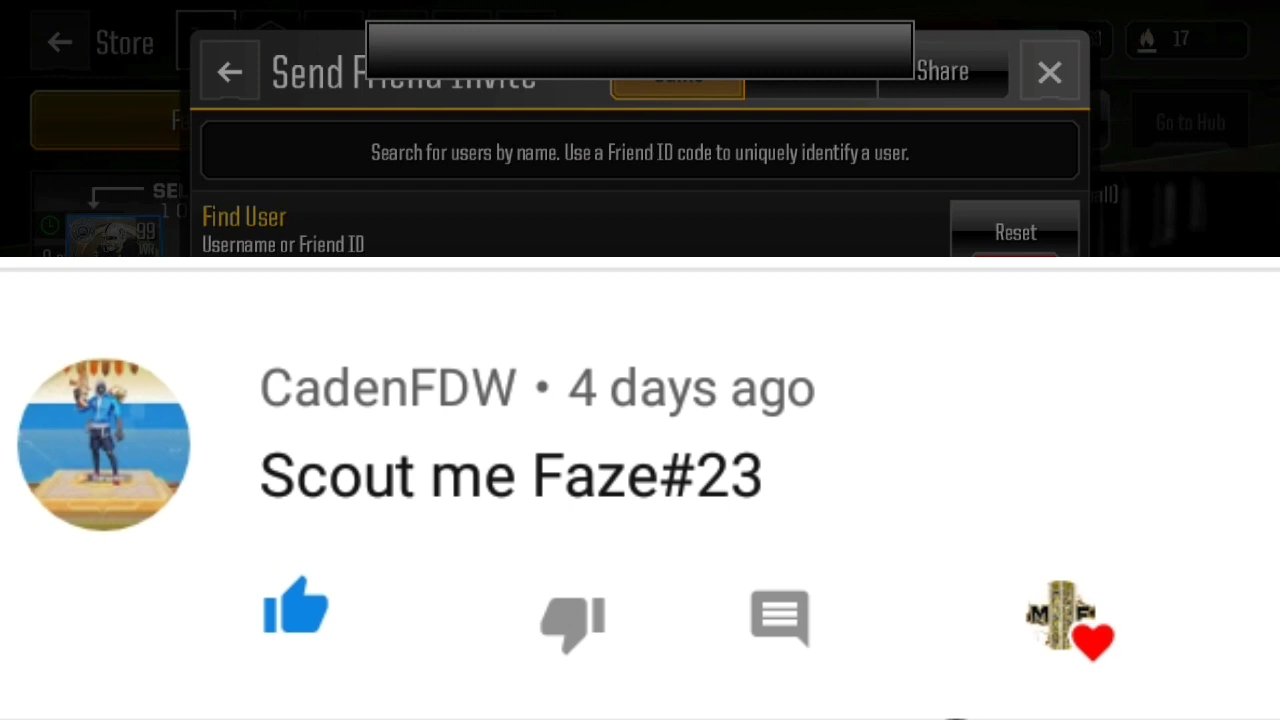 Store
Send Friend Invite
Share
17
Go to Hub
Search for users by name. Use a Friend ID code to uniquely identify a user.
Find User
Username or Friend ID
Reset
99
CadenFDW • 4 days ago
Scout me Faze#23